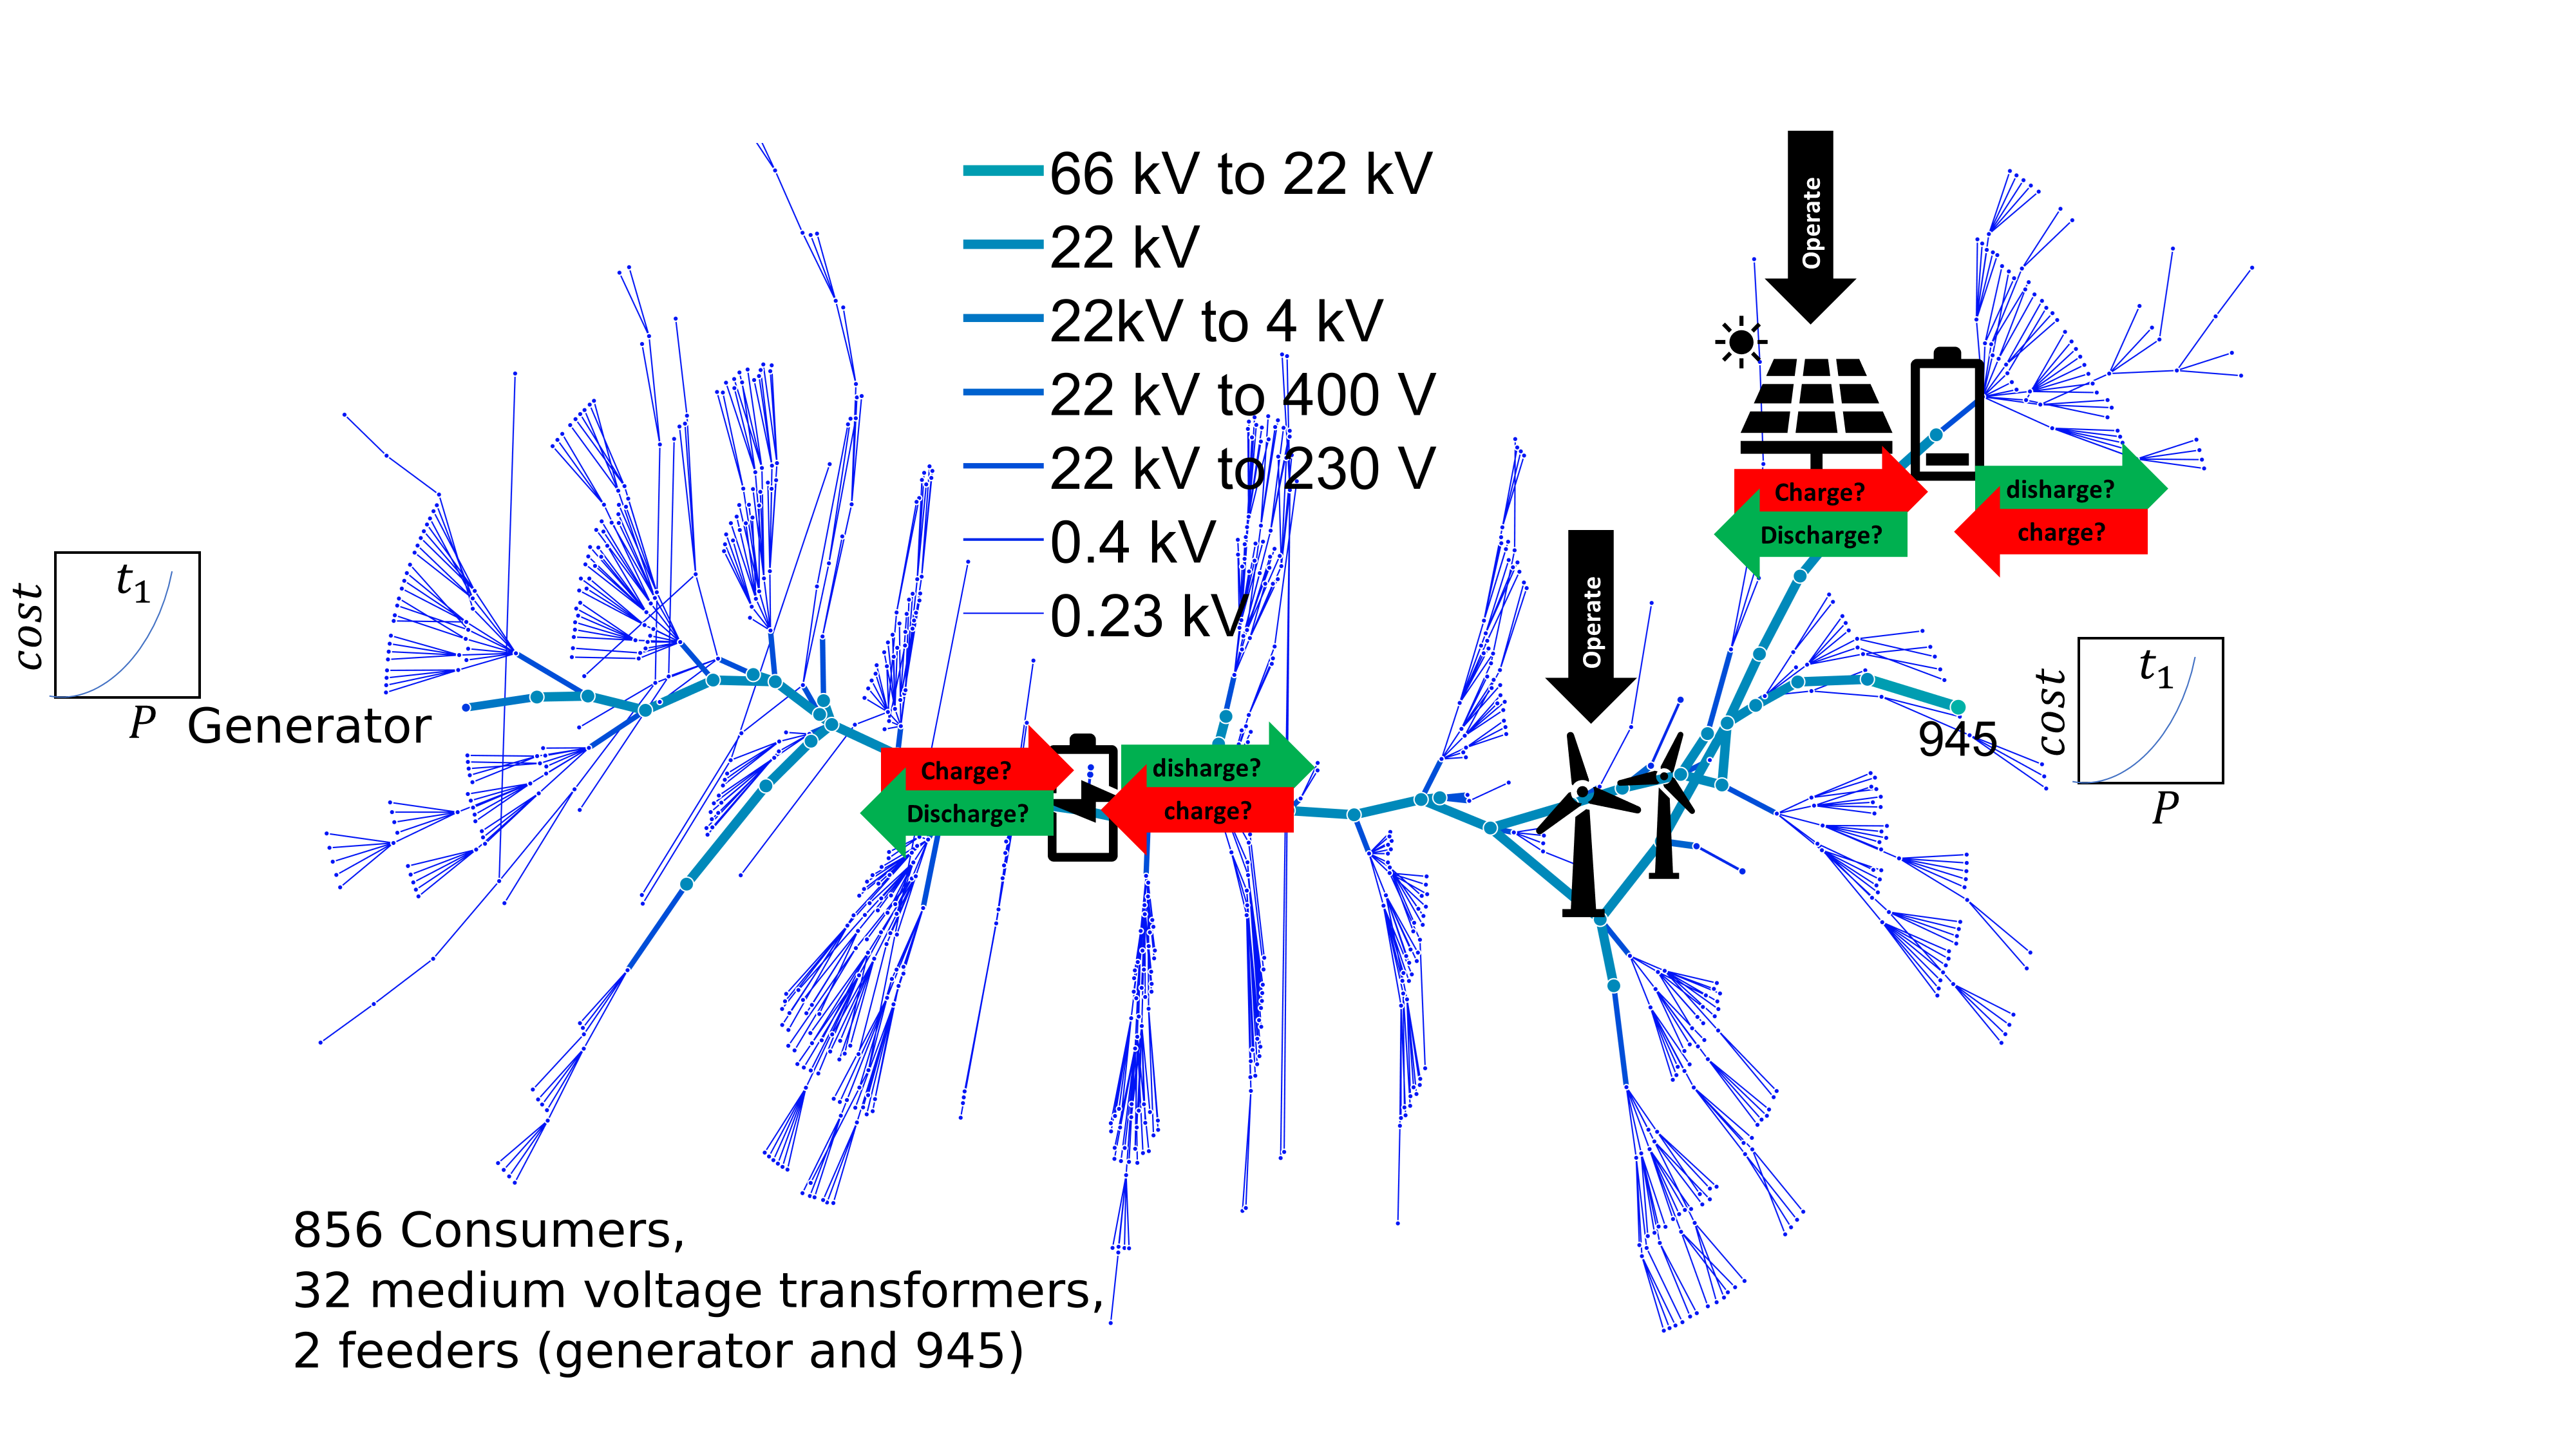 66 kV to 22 kV
22 kV
22kV to 4 kV
22 kV to 400 V
22 kV to 230 V
0.4 kV
0.23 kV
Operate
Charge?
Discharge?
disharge?
charge?
Operate
cost
t1
P
Generator
Charge?
Discharge?
disharge?
charge?
945
cost
t1
P
856 Consumers,
32 medium voltage transformers,
2 feeders (generator and 945)